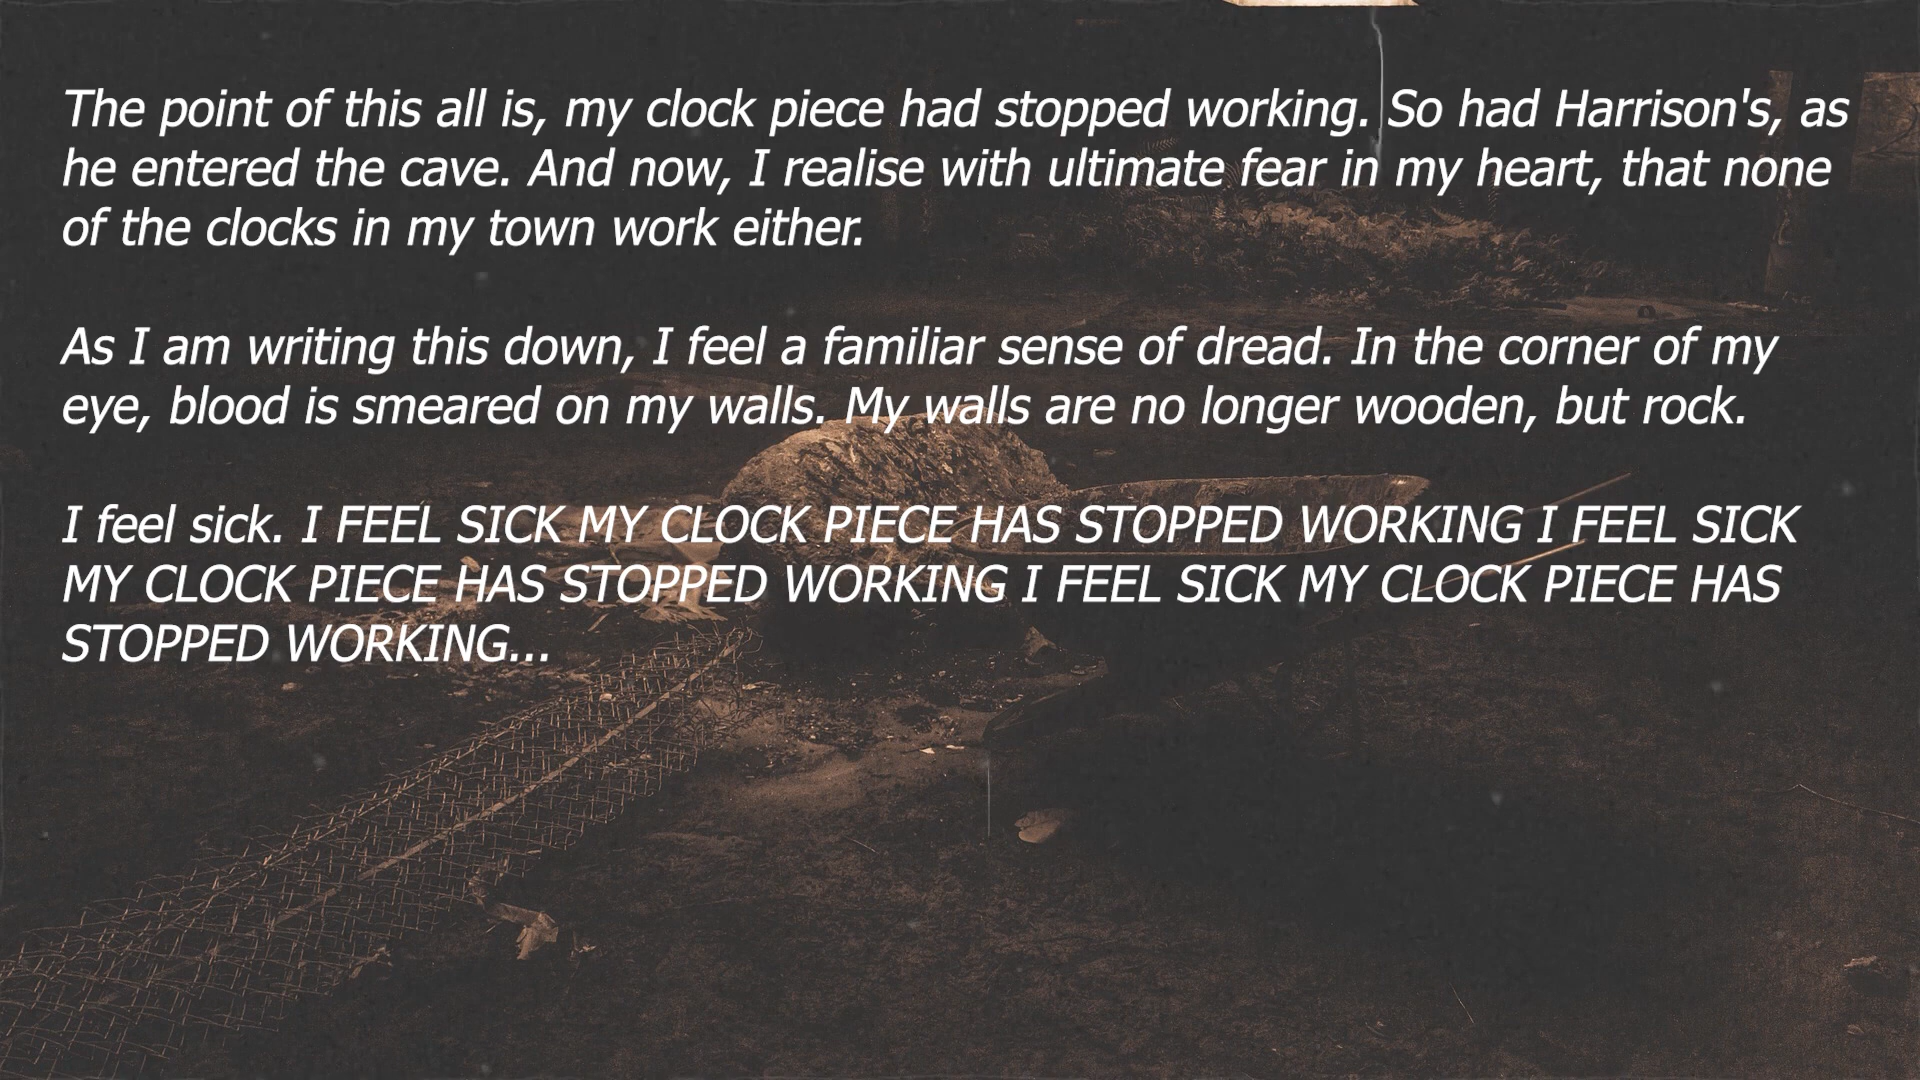 The point of this all is, my clock piece had stopped working. So had Harrison's, as
he entered the cave. And now, I realise with ultimate fear in my heart, that none
of the clocks in my town work either.
As I am writing this down, I feel a familiar sense of dread. In the corner of my
eye, blood is smeared on my walls. My walls are no longer wooden, but rock.
I feel sick. I FEEL SICK MY CLOCK PIECE HAS STOPPED WORKING I FEEL SICK
MY CLOCK PIECE HAS STOPPED WORKING I FEEL SICK MY CLOCK PIECE HAS
STOPPED WORKING...